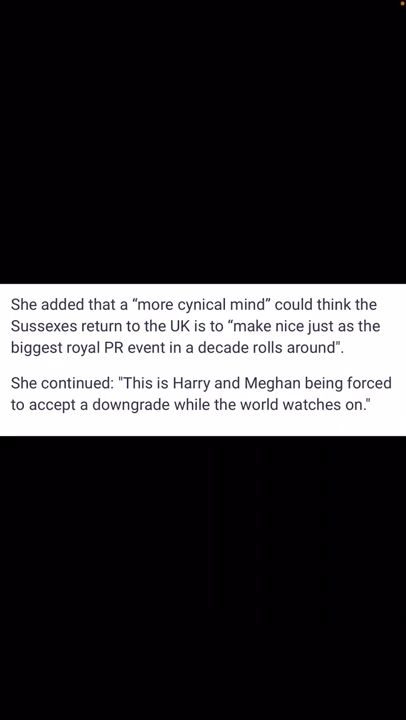 She added that a “more cynical mind” could think the
Sussexes return to the UK is to “make nice just as the
biggest royal PR event in a decade rolls around".
She continued: "This is Harry and Meghan being forced
to accept a downgrade while the world watches on."